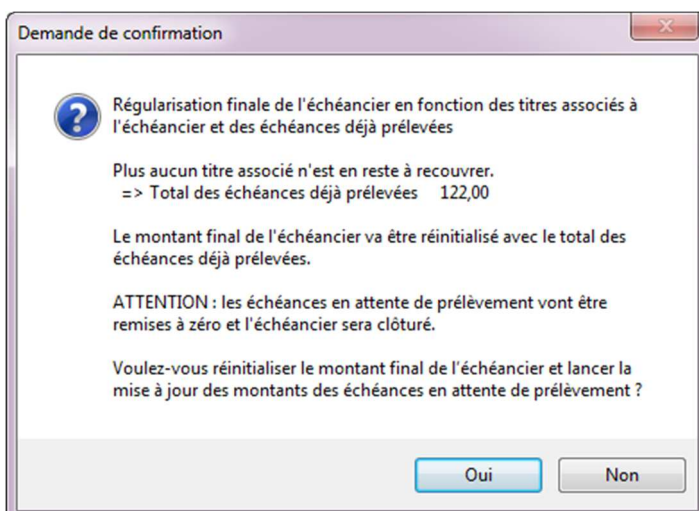 Demande de confirmation
Régularisation finale de l'échéancier en fonction des titres associés à
l'échéancier et des échéances déjà prélevées
Plus aucun titre associé n'est en reste à recouvrer.
=> Total des échéances déjà prélevées 122,00
Le montant final de l'échéancier va être réinitialisé avec le total des
échéances déjà prélevées.
ATTENTION : les échéances en attente de prélèvement vont être
remises à zéro et l'échéancier sera clôturé.
Voulez-vous réinitialiser le montant final de l'échéancier et lancer la
mise à jour des montants des échéances en attente de prélèvement ?
Oui Non